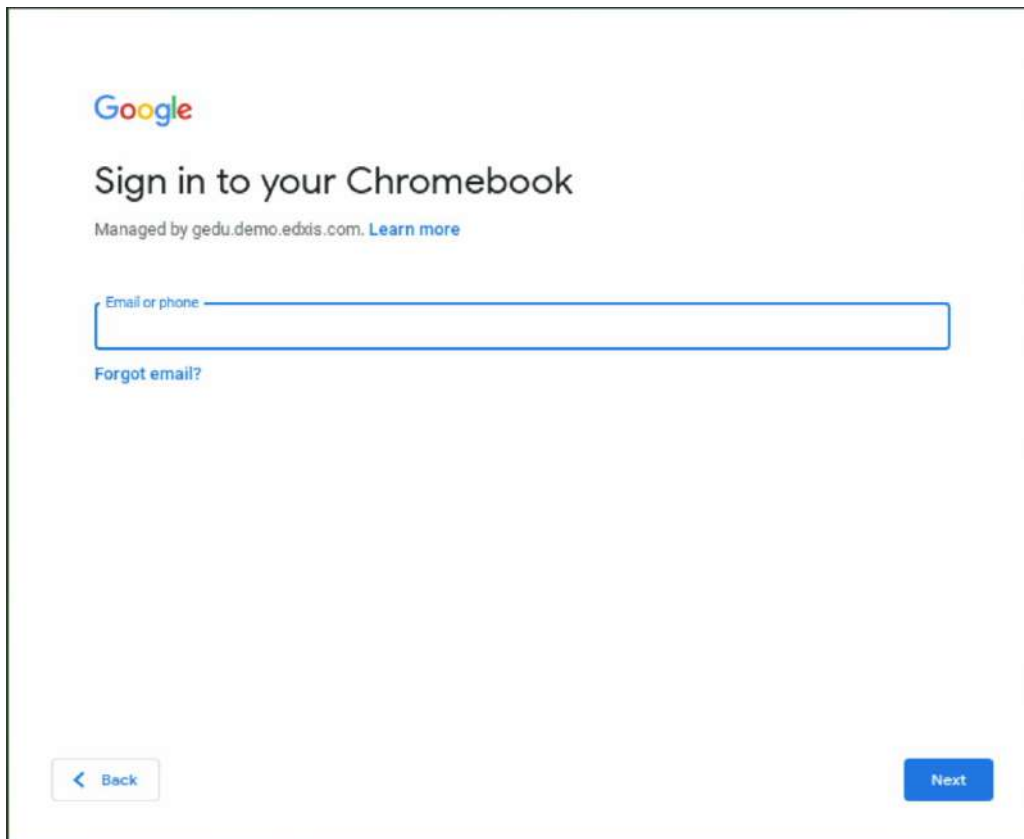 Google
Sign in to your Chromebook
Managed by gedu.demo.edxis.com. Learn more
Email or phone
Forgot email?
Back
Next